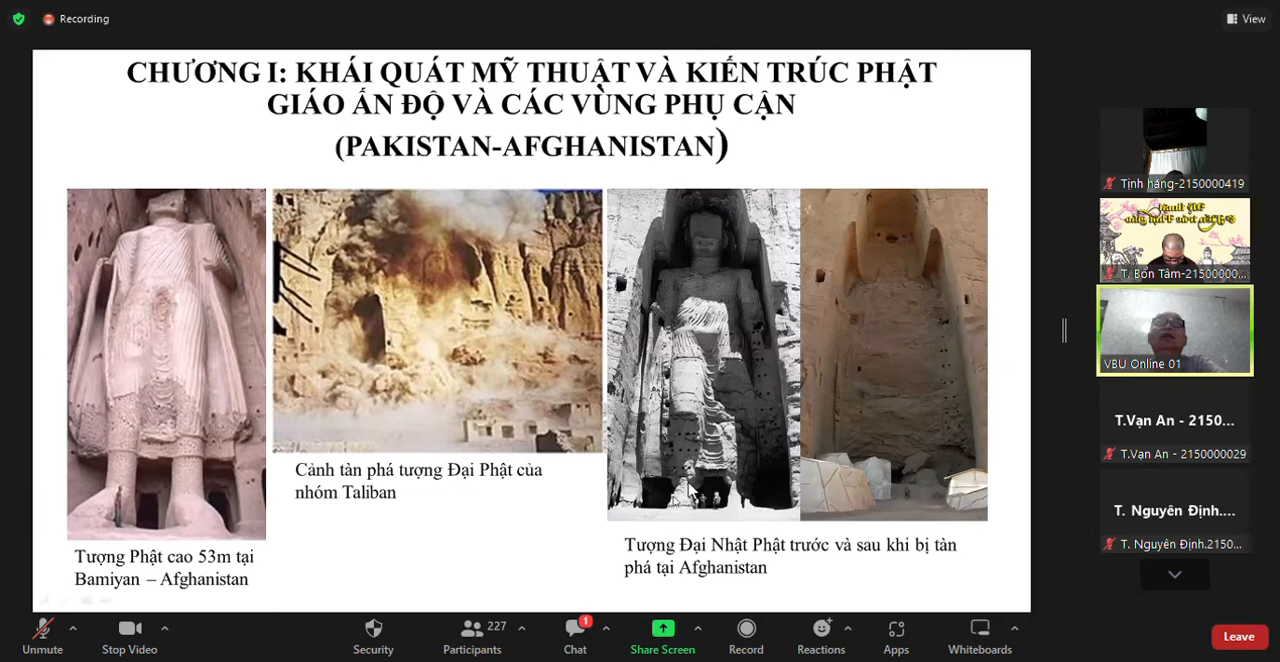 Recording
View
CHƯƠNG I: KHÁI QUÁT MỸ THUẬT VÀ KIẾN TRÚC PHẬT
GIÁO ẤN ĐỘ VÀ CÁC VÙNG PHỤ CẬN
(PAKISTAN-AFGHANISTAN)
Cảnh tàn phá tượng Đại Phật của
nhóm Taliban
Tượng Phật cao 53m tại
Bamiyan – Afghanistan
Tượng Đại Nhật Phật trước và sau khi bị tàn
phá tại Afghanistan
Tịnh hằng-2150000419
T. Bổn Tâm-21500000...
VBU Online 01
T.Vạn An - 2150...
T.Vạn An - 2150000029
T. Nguyên Định....
T. Nguyên Định.2150...
Unmute
Stop Video
Security
227
Participants
1
Chat
Share Screen
Record
Reactions
Apps
Whiteboards
Leave